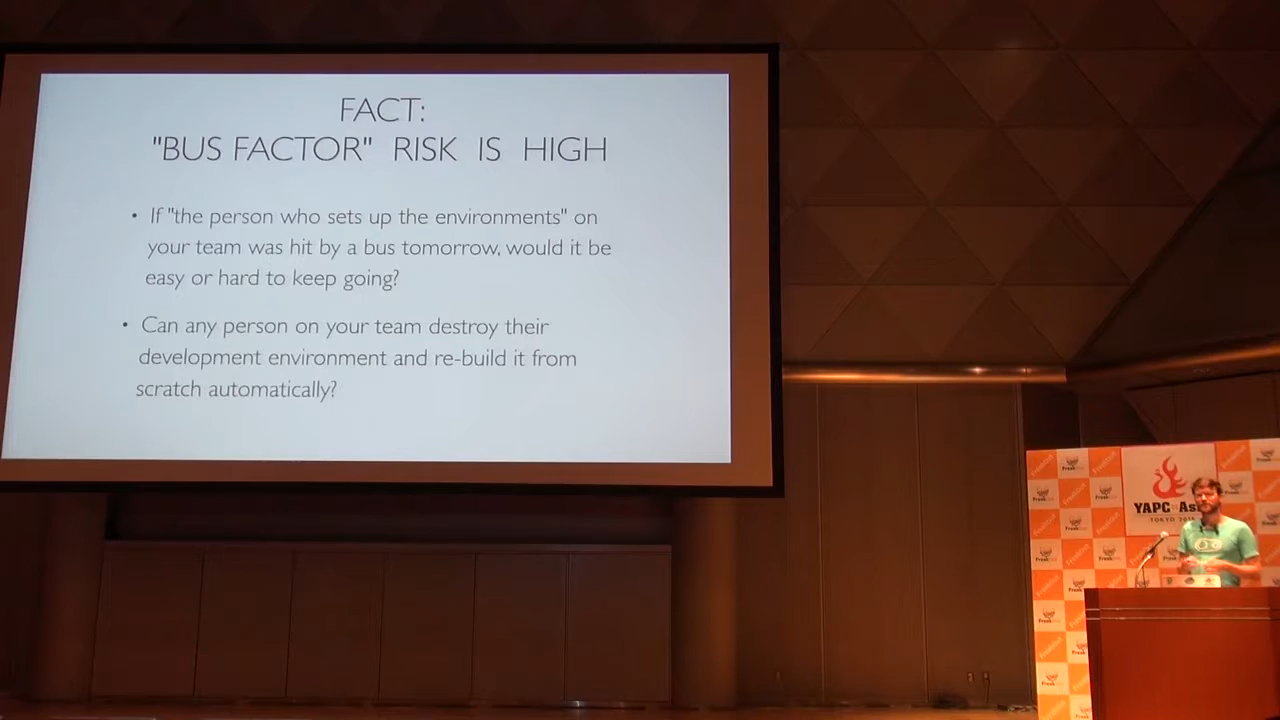 FACT:
"BUS FACTOR" RISK IS HIGH
• If "the person who sets up the environments" on
your team was hit by a bus tomorrow, would it be
easy or hard to keep going?
• Can any person on your team destroy their
development environment and re-build it from
scratch automatically?
YAPC
TOKYO